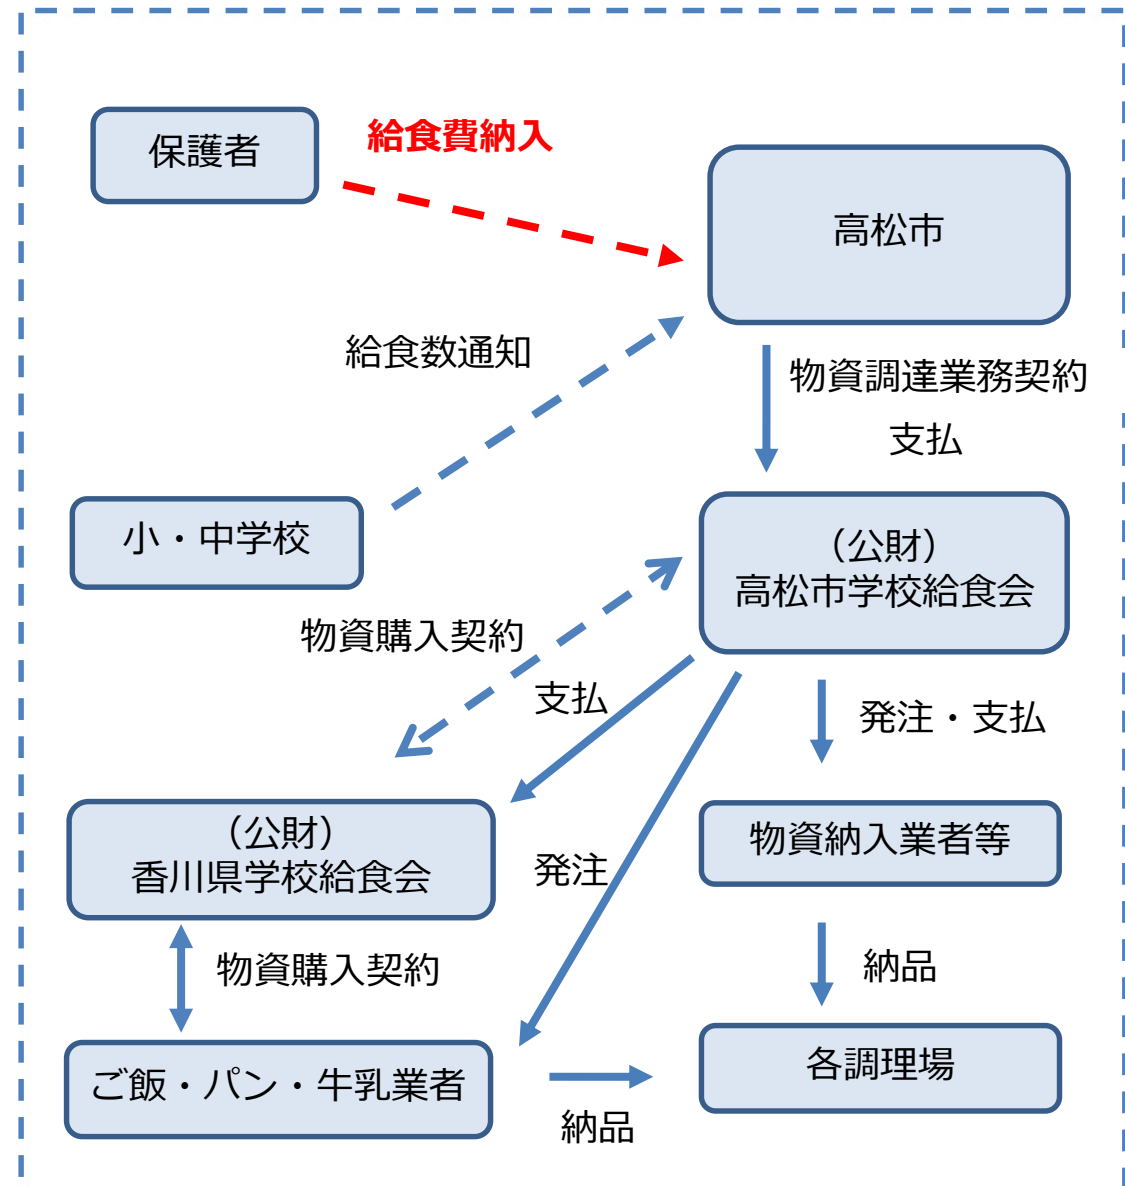 保護者
給食費納入
高松市
給食数通知
物資調達業務契約
支払
小・中学校
（公財）
高松市学校給食会
物資購入契約
支払
発注・支払
（公財）
香川県学校給食会
物資納入業者等
発注
物資購入契約
納品
ご飯・パン・牛乳業者
各調理場
納品